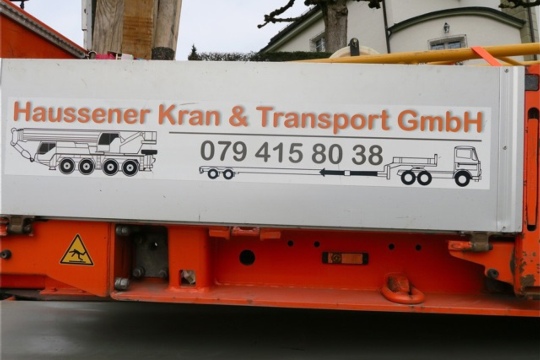 Haussener Kran & Transport GmbH
079 415 80 38